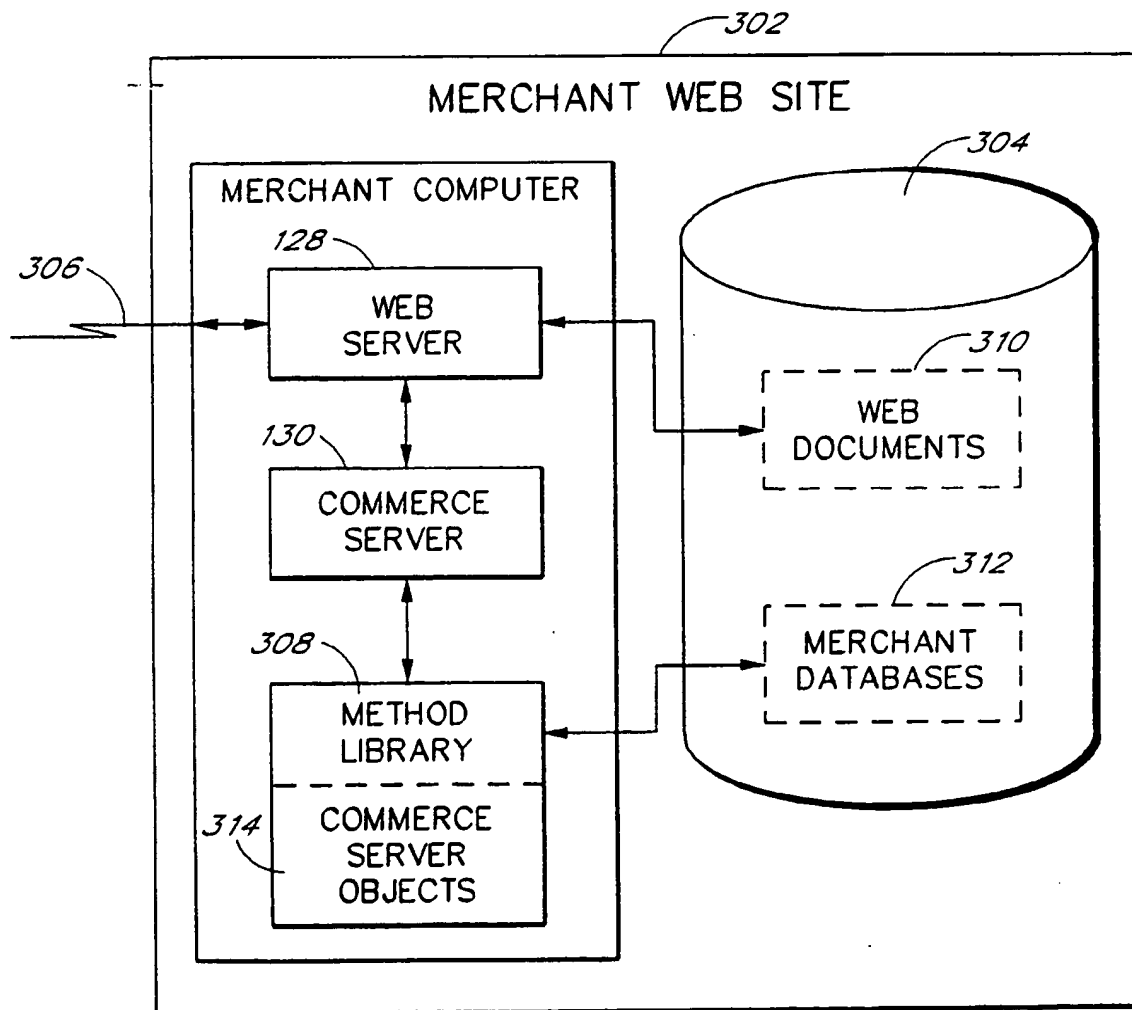 302
MERCHANT WEB SITE
304
MERCHANT COMPUTER
128
306
WEB
SERVER
310
WEB
DOCUMENTS
130
COMMERCE
SERVER
312
MERCHANT
DATABASES
308
METHOD
LIBRARY
314
COMMERCE
SERVER
OBJECTS